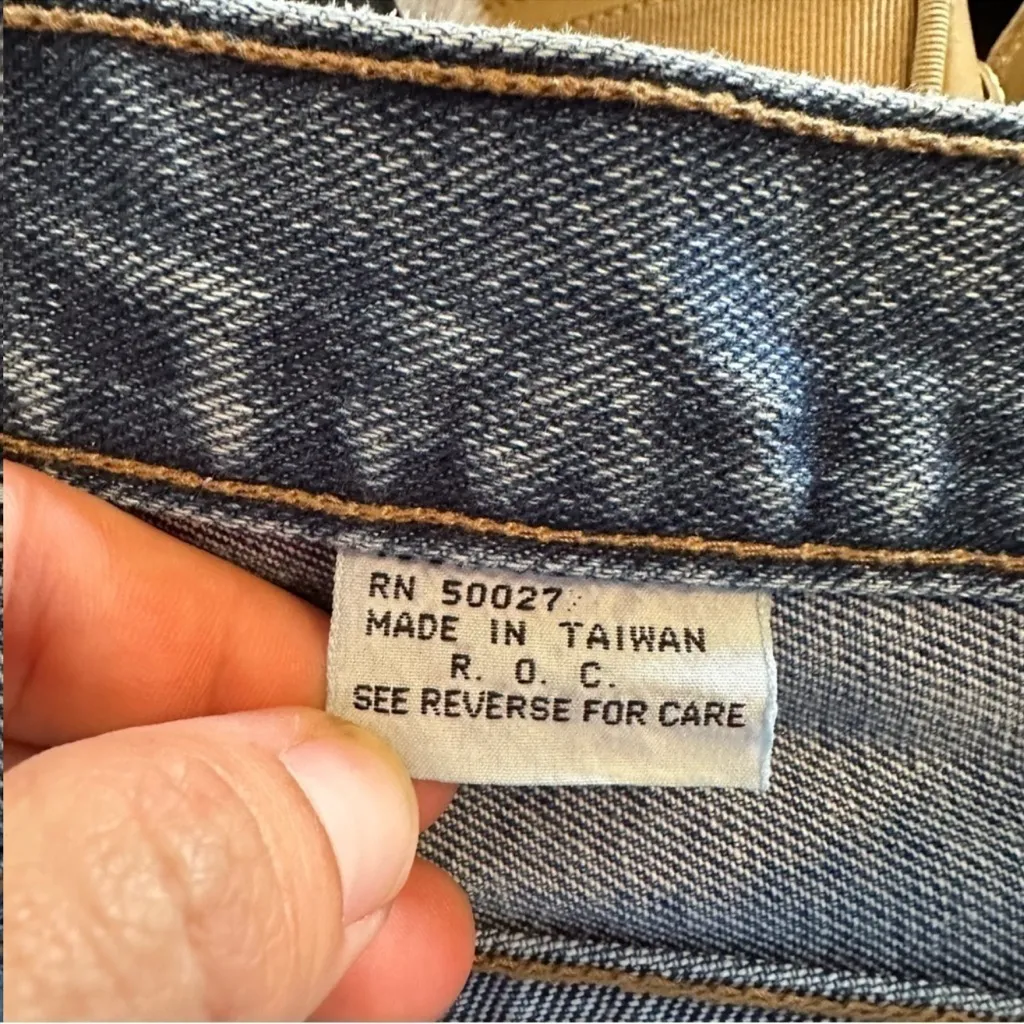 RN 50027
MADE IN TAIWAN
R. O. C.
SEE REVERSE FOR CARE